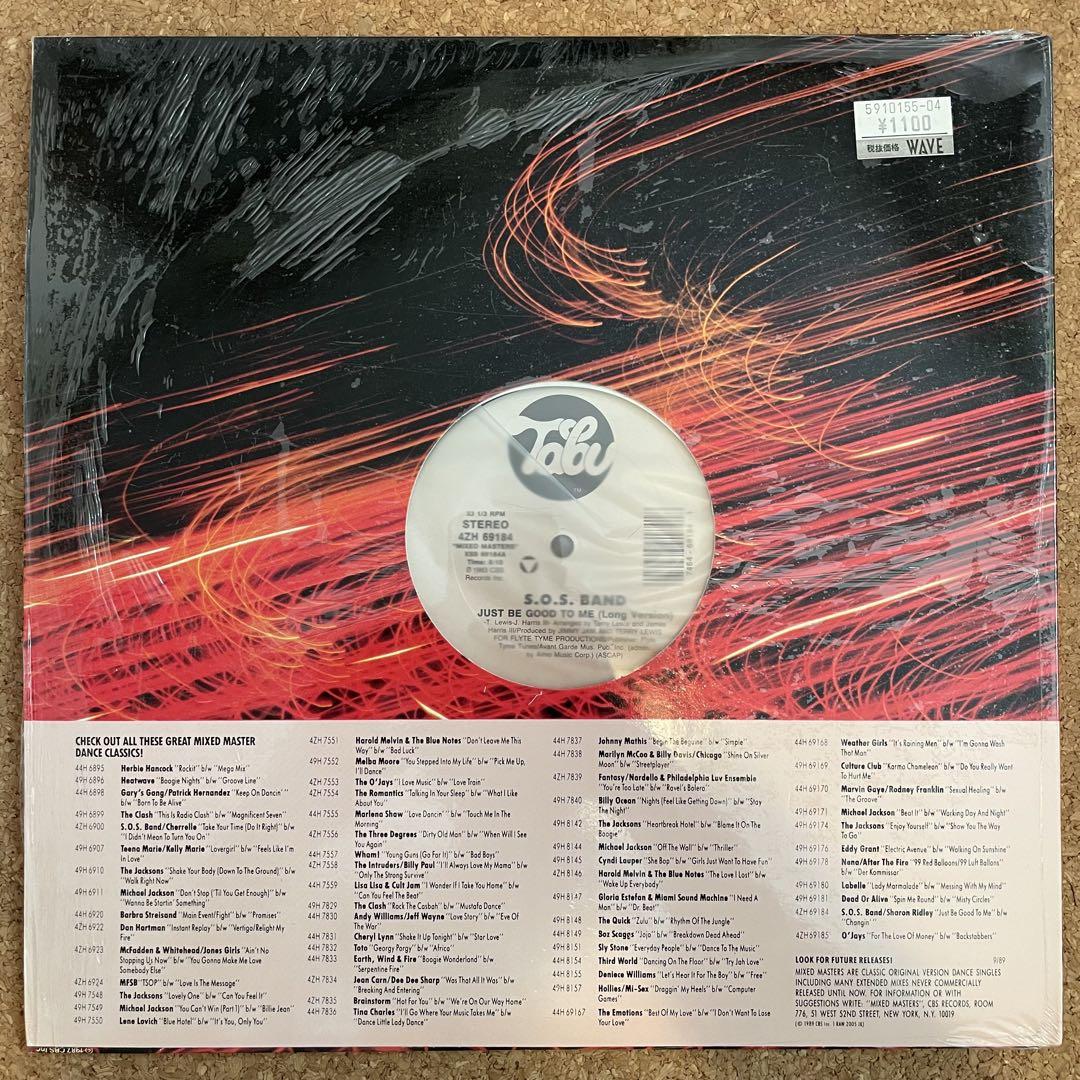 5910155-04
¥1100
税抜価格 WAVE
Tabu
TM
33 1/3 RPM
STEREO
4ZH 69184
"MIXED MASTERS"
Records Inc.
S.O.S. BAND
JUST BE GOOD TO ME (Long Version)
Harris III/Produced by JIMMY JAM AND TERRY LEWIS
FOR FLYTE TYME PRODUCTIONS
Tyme Tunes/Avant Garde Mus. Pub., Inc. (admin.
by Almo Music Corp.) (ASCAP)
CHECK OUT ALL THESE GREAT MIXED MASTER
DANCE CLASSICS!
44H 6895 Herbie Hancock "Rockit" b/w "Mega Mix"
49H 6896 Heatwave "Boogie Nights" b/w "Groove Line"
44H 6898 Gary's Gang/Patrick Hernandez "Keep On Dancin' "
b/w "Born To Be Alive"
49H 6899 The Clash "This Is Radio Clash" b/w "Magnificent Seven"
4Z9 6900 S.O.S. Band/Cherrelle "Take Your Time (Do It Right)" b/w
"I Didn't Mean To Turn You On"
49H 6907 Teena Marie/Kelly Marie "Lovergirl" b/w "Feels Like I'm
In Love"
49H 6910 The Jacksons "Shake Your Body (Down To The Ground)" b/w
"Walk Right Now"
49H 6911 Michael Jackson "Don't Stop ('Til You Get Enough)" b/w
"Wanna Be Startin' Something"
44H 6920 Barbra Streisand "Main Event/Fight" b/w "Promises"
4Z9 6922 Dan Hartman "Instant Replay" b/w "Vertigo/Relight My
Fire"
4Z9 6923 McFadden & Whitehead/Jones Girls "Ain't No
Stopping Us Now" b/w "You Gonna Make Me Love
Somebody Else"
4Z9 6924 MFSB "TSOP" b/w "Love Is The Message"
49H 7548 The Jacksons "Lovely One" b/w "Can You Feel It"
49H 7549 Michael Jackson "You Can't Win (Part 1)" b/w "Billie Jean"
49H 7550 Lene Lovich "Blue Hotel" b/w "It's You, Only You"
4ZH 7551 Harold Melvin & The Blue Notes "Don't Leave Me This
Way" b/w "Bad Luck"
49H 7552 Melba Moore "You Stepped Into My Life" b/w "Pick Me Up,
I'll Dance"
4ZH 7553 The O'Jays "I Love Music" b/w "Love Train"
4ZH 7554 The Romantics "Talking In Your Sleep" b/w "What I Like
About You"
44H 7555 Marlena Shaw "Love Dancin' " b/w "Touch Me In The
Morning"
4ZH 7556 The Three Degrees "Dirty Old Man" b/w "When Will I See
You Again"
44H 7557 Wham! "Young Guns (Go For It)" b/w "Bad Boys"
4ZH 7558 The Intruders/Billy Paul "I'll Always Love My Mama" b/w
"Only The Strong Survive"
44H 7559 Lisa Lisa & Cult Jam "I Wonder If I Take You Home" b/w
"Can You Feel The Beat"
49H 7829 The Clash "Rock The Casbah" b/w "Mustafa Dance"
44H 7830 Andy Williams/Jeff Wayne "Love Story" b/w "Eve Of
The War"
44H 7831 Cheryl Lynn "Shake It Up Tonight" b/w "Star Love"
44H 7832 Toto "Georgy Porgy" b/w "Africa"
44H 7833 Earth, Wind & Fire "Boogie Wonderland" b/w
"Serpentine Fire"
4ZH 7834 Jean Carn/Dee Dee Sharp "Was That All It Was" b/w
"Breaking And Entering"
4ZH 7835 Brainstorm "Hot For You" b/w "We're On Our Way Home"
44H 7836 Tina Charles "I'll Go Where Your Music Takes Me" b/w
"Dance Little Lady Dance"
44H 7837 Johnny Mathis "Begin The Beguine" b/w "Simple"
44H 7838 Marilyn McCoo & Billy Davis/Chicago "Shine On Silver
Moon" b/w "Streetplayer"
4ZH 7839 Fantasy/Nardello & Philadelphia Luv Ensemble
"You're Too Late" b/w "Ravel's Bolero"
49H 7840 Billy Ocean "Nights (Feel Like Getting Down)" b/w "Stay
The Night"
49H 8142 The Jacksons "Heartbreak Hotel" b/w "Blame It On The
Boogie"
49H 8144 Michael Jackson "Off The Wall" b/w "Thriller"
49H 8145 Cyndi Lauper "She Bop" b/w "Girls Just Want To Have Fun"
4ZH 8146 Harold Melvin & The Blue Notes "The Love I Lost" b/w
"Wake Up Everybody"
49H 8147 Gloria Estefan & Miami Sound Machine "I Need A
Man" b/w "Dr. Beat"
49H 8148 The Quick "Zulu" b/w "Rhythm Of The Jungle"
44H 8149 Boz Scaggs "Jojo" b/w "Breakdown Dead Ahead"
49H 8151 Sly Stone "Everyday People" b/w "Dance To The Music"
44H 8154 Third World "Dancing On The Floor" b/w "Try Jah Love"
44H 8155 Deniece Williams "Let's Hear It For The Boy" b/w "Free"
49H 8157 Hollies/Mi-Sex "Draggin' My Heels" b/w "Computer
Games"
44H 69167 The Emotions "Best Of My Love" b/w "I Don't Want To Lose
Your Love"
44H 69168 Weather Girls "It's Raining Men" b/w "I'm Gonna Wash
That Man"
49H 69169 Culture Club "Karma Chameleon" b/w "Do You Really Want
To Hurt Me"
44H 69170 Marvin Gaye/Rodney Franklin "Sexual Healing" b/w
"The Groove"
49H 69171 Michael Jackson "Beat It" b/w "Working Day And Night"
49H 69174 The Jacksons "Enjoy Yourself" b/w "Show You The Way
To Go"
49H 69176 Eddy Grant "Electric Avenue" b/w "Walking On Sunshine"
49H 69178 Nena/After The Fire "99 Red Balloons/99 Luft Ballons"
b/w "Der Kommissar"
49H 69180 Labelle "Lady Marmalade" b/w "Messing With My Mind"
49H 69181 Dead Or Alive "Spin Me Round" b/w "Misty Circles"
4ZH 69184 S.O.S. Band/Sharon Ridley "Just Be Good To Me" b/w
"Changin' "
4ZH 69185 O'Jays "For The Love Of Money" b/w "Backstabbers"
LOOK FOR FUTURE RELEASES! 9/89
MIXED MASTERS ARE CLASSIC ORIGINAL VERSION DANCE SINGLES
INCLUDING MANY EXTENDED MIXES NEVER COMMERCIALLY
RELEASED UNTIL NOW. FOR INFORMATION OR WITH
SUGGESTIONS WRITE: "MIXED MASTERS", CBS RECORDS, ROOM
776, 51 WEST 52ND STREET, NEW YORK, N.Y. 10019
© 1987 CBS Inc.